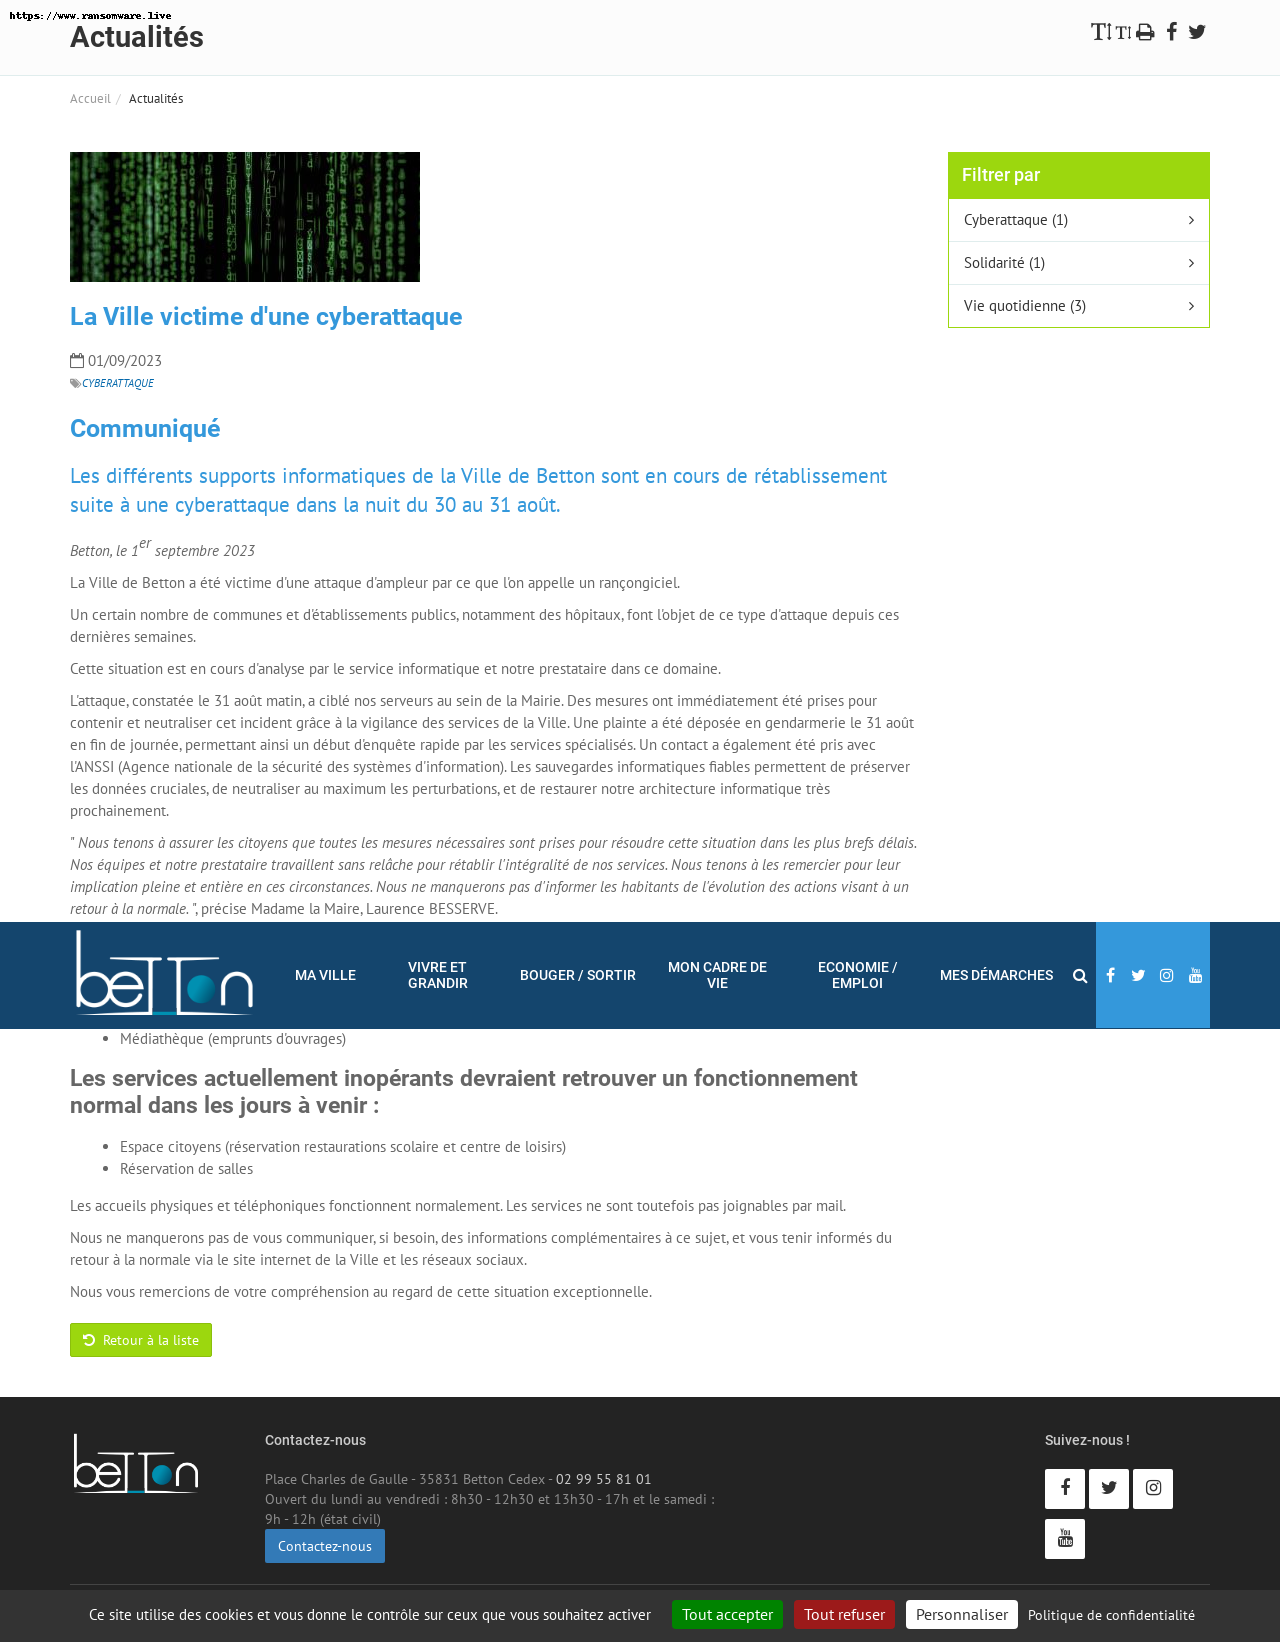 https://www.ransomware.live
Actualités
Accueil / Actualités
Filtrer par
Cyberattaque (1)
Solidarité (1)
Vie quotidienne (3)
La Ville victime d'une cyberattaque
01/09/2023
CYBERATTAQUE
Communiqué
Les différents supports informatiques de la Ville de Betton sont en cours de rétablissement
suite à une cyberattaque dans la nuit du 30 au 31 août.
Betton, le 1er septembre 2023
La Ville de Betton a été victime d'une attaque d'ampleur par ce que l'on appelle un rançongiciel.
Un certain nombre de communes et d'établissements publics, notamment des hôpitaux, font l'objet de ce type d'attaque depuis ces
dernières semaines.
Cette situation est en cours d'analyse par le service informatique et notre prestataire dans ce domaine.
L'attaque, constatée le 31 août matin, a ciblé nos serveurs au sein de la Mairie. Des mesures ont immédiatement été prises pour
contenir et neutraliser cet incident grâce à la vigilance des services de la Ville. Une plainte a été déposée en gendarmerie le 31 août
en fin de journée, permettant ainsi un début d'enquête rapide par les services spécialisés. Un contact a également été pris avec
l'ANSSI (Agence nationale de la sécurité des systèmes d'information). Les sauvegardes informatiques fiables permettent de préserver
les données cruciales, de neutraliser au maximum les perturbations, et de restaurer notre architecture informatique très
prochainement.
" Nous tenons à assurer les citoyens que toutes les mesures nécessaires sont prises pour résoudre cette situation dans les plus brefs délais.
Nos équipes et notre prestataire travaillent sans relâche pour rétablir l'intégralité de nos services. Nous tenons à les remercier pour leur
implication pleine et entière en ces circonstances. Nous ne manquerons pas d'informer les habitants de l'évolution des actions visant à un
retour à la normale. ", précise Madame la Maire, Laurence BESSERVE.
betton
MA VILLE
VIVRE ET
GRANDIR
BOUGER / SORTIR
MON CADRE DE
VIE
ECONOMIE /
EMPLOI
MES DÉMARCHES
Médiathèque (emprunts d'ouvrages)
Les services actuellement inopérants devraient retrouver un fonctionnement
normal dans les jours à venir :
Espace citoyens (réservation restaurations scolaire et centre de loisirs)
Réservation de salles
Les accueils physiques et téléphoniques fonctionnent normalement. Les services ne sont toutefois pas joignables par mail.
Nous ne manquerons pas de vous communiquer, si besoin, des informations complémentaires à ce sujet, et vous tenir informés du
retour à la normale via le site internet de la Ville et les réseaux sociaux.
Nous vous remercions de votre compréhension au regard de cette situation exceptionnelle.
Retour à la liste
betton
Contactez-nous
Place Charles de Gaulle - 35831 Betton Cedex - 02 99 55 81 01
Ouvert du lundi au vendredi : 8h30 - 12h30 et 13h30 - 17h et le samedi :
9h - 12h (état civil)
Contactez-nous
Suivez-nous !
Ce site utilise des cookies et vous donne le contrôle sur ceux que vous souhaitez activer
Tout accepter
Tout refuser
Personnaliser
Politique de confidentialité